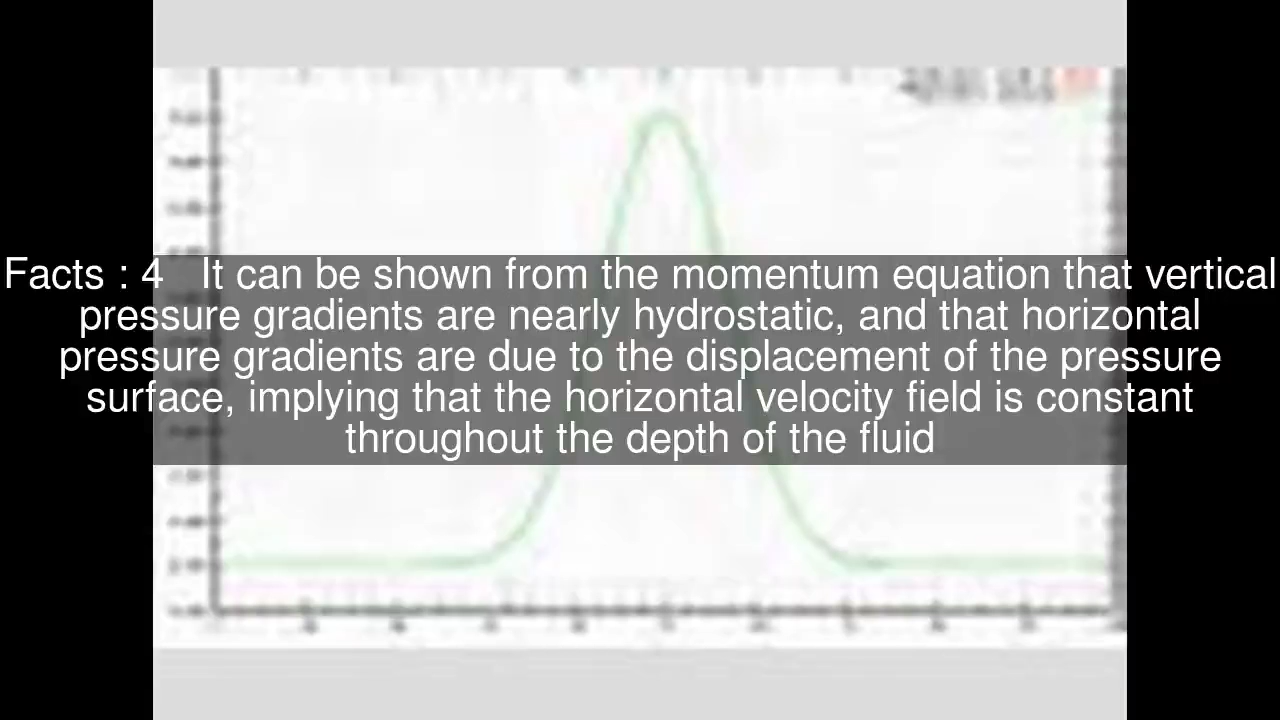 Facts : 4 It can be shown from the momentum equation that vertical
pressure gradients are nearly hydrostatic, and that horizontal
pressure gradients are due to the displacement of the pressure
surface, implying that the horizontal velocity field is constant
throughout the depth of the fluid